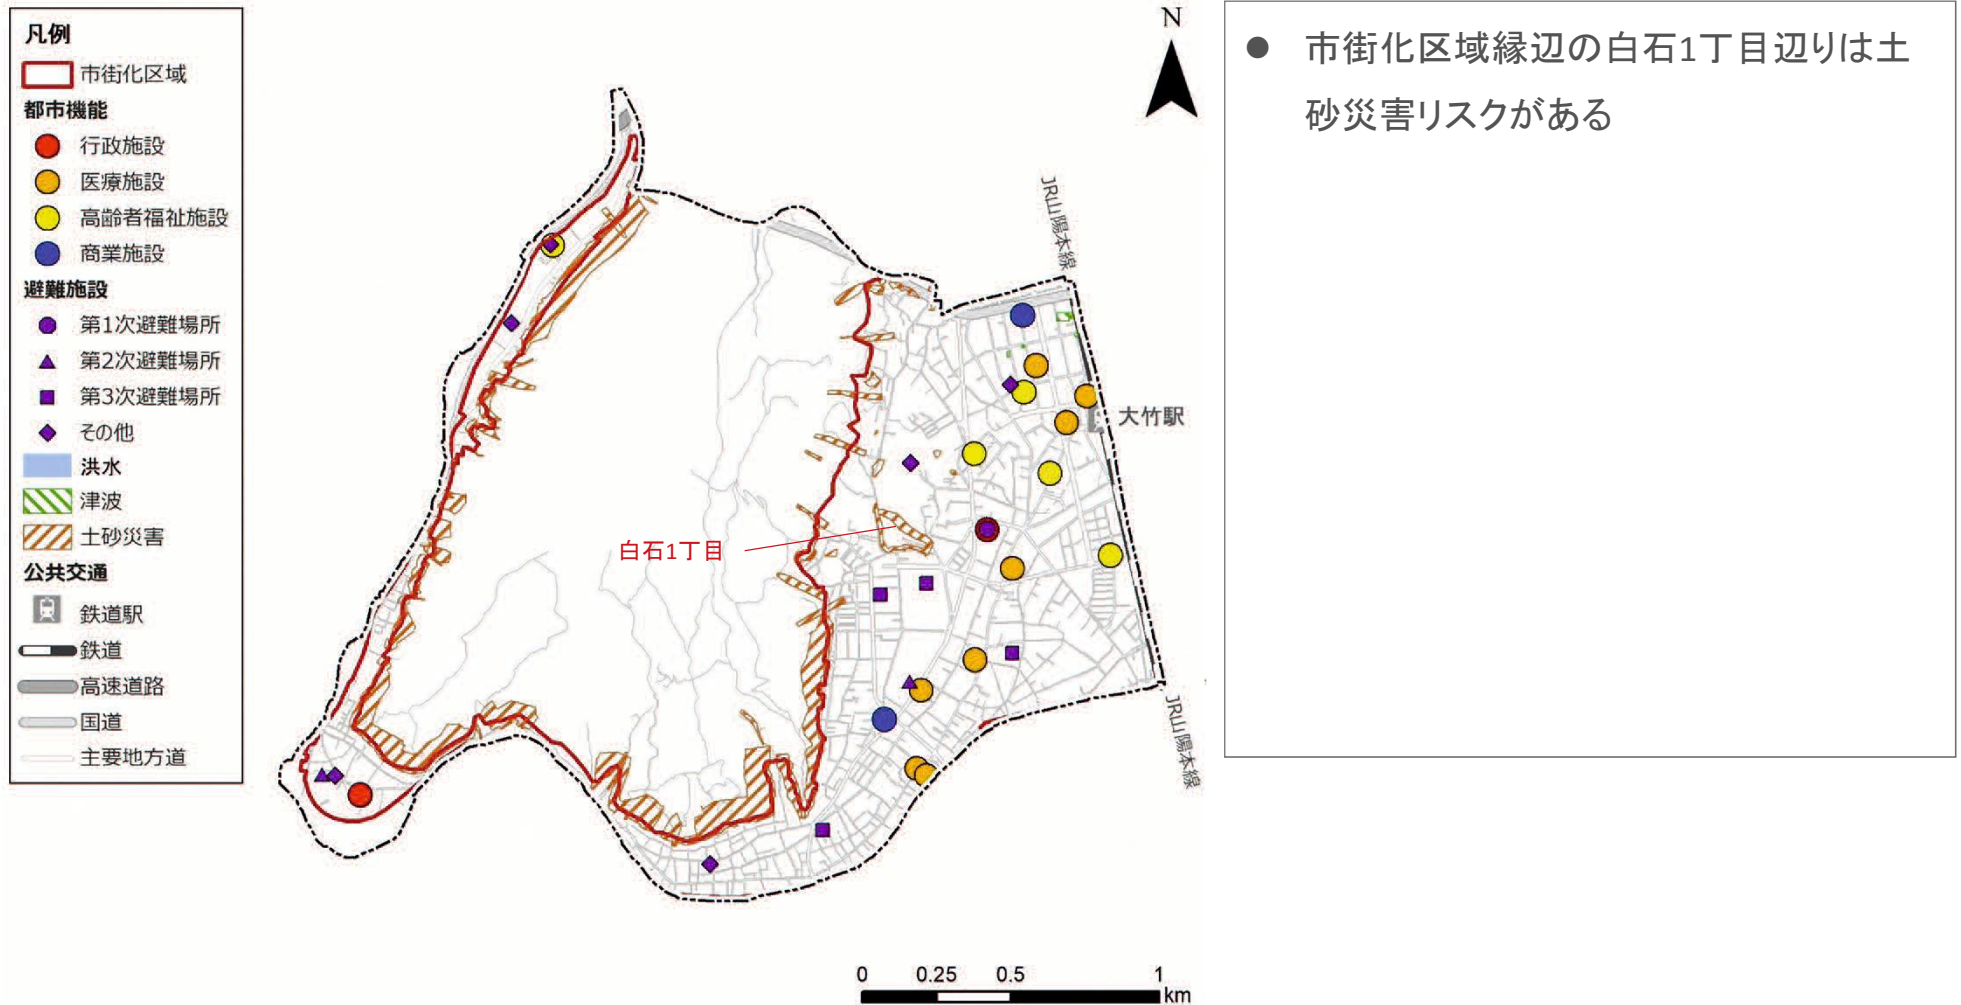 凡例
市街化区域
都市機能
行政施設
医療施設
高齢者福祉施設
商業施設
避難施設
第1次避難場所
第2次避難場所
第3次避難場所
その他
洪水
津波
土砂災害
公共交通
鉄道駅
鉄道
高速道路
国道
主要地方道
N
JR山陽本線
大竹駅
白石1丁目
JR山陽本線
0 0.25 0.5 1
km
● 市街化区域縁辺の白石1丁目辺りは土
砂災害リスクがある